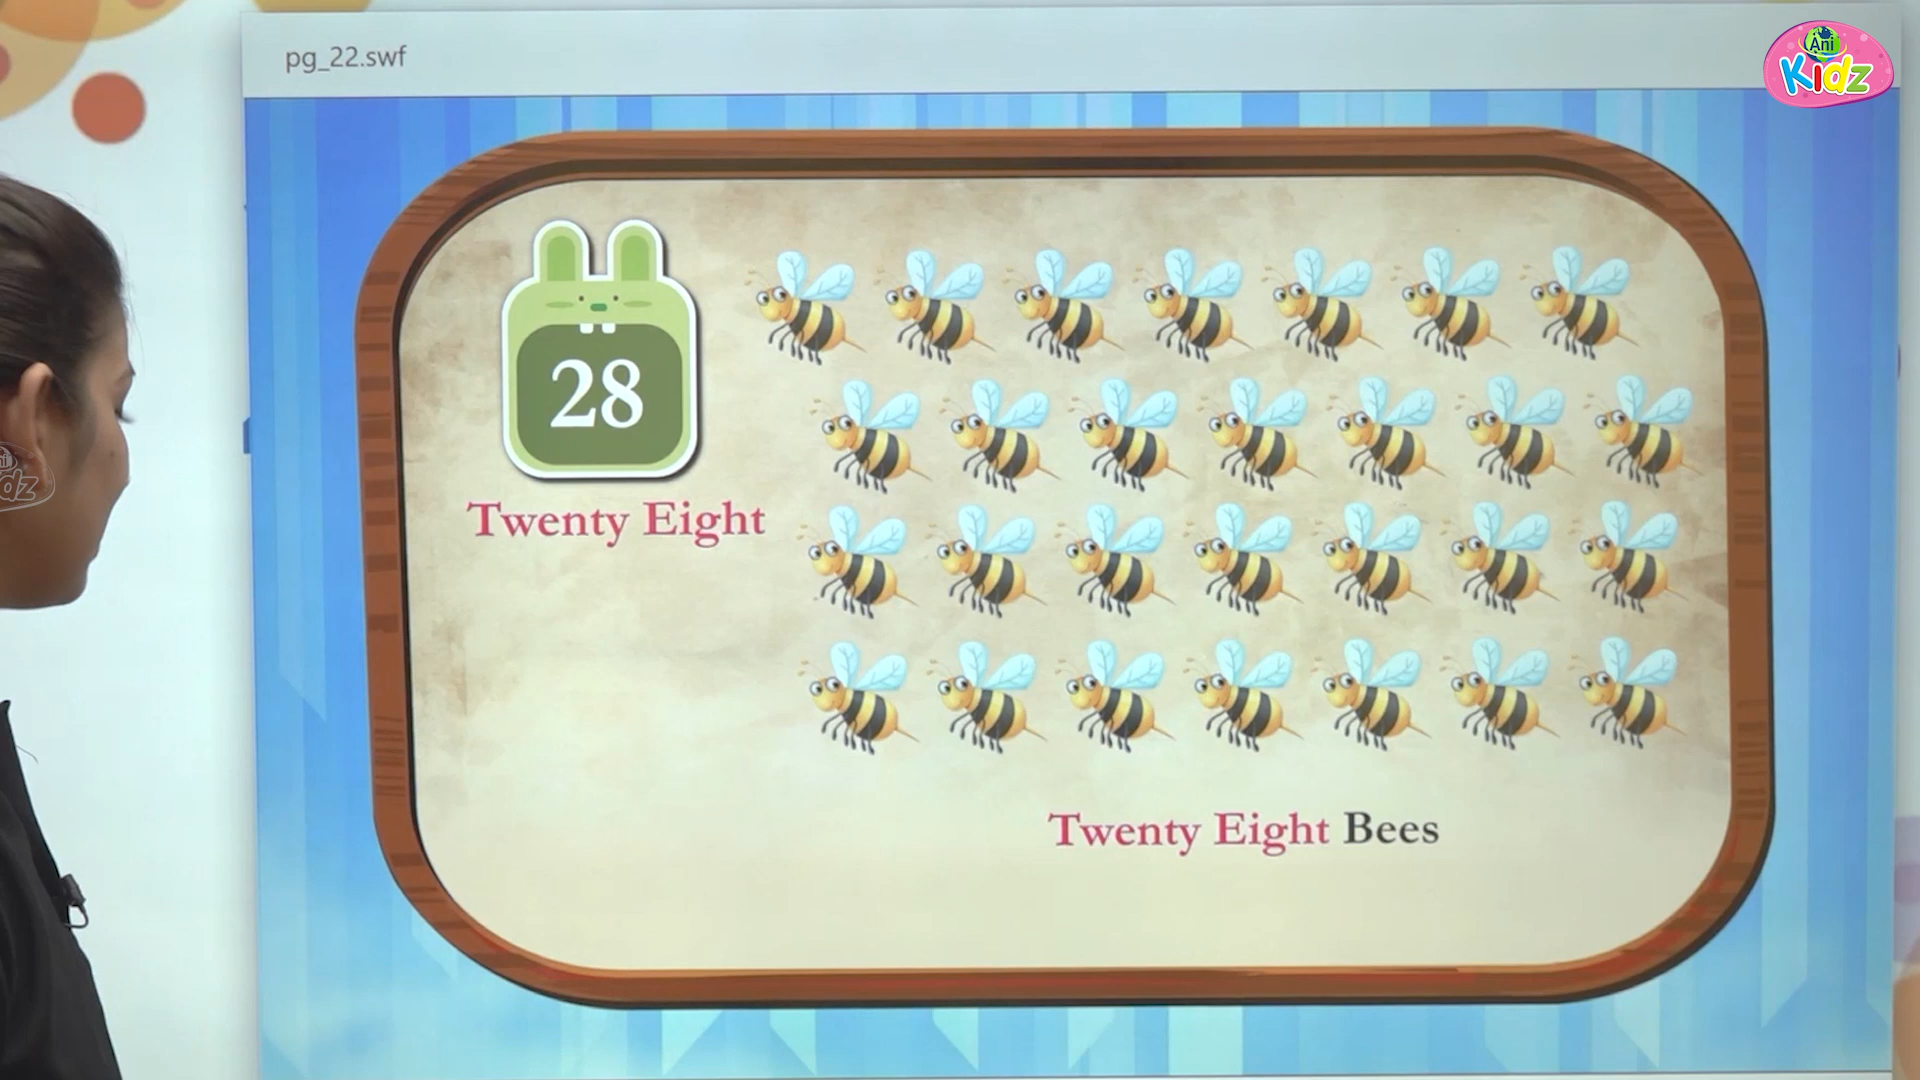 pg_22.swf
Ani
Kidz
28
Twenty Eight
Twenty Eight Bees